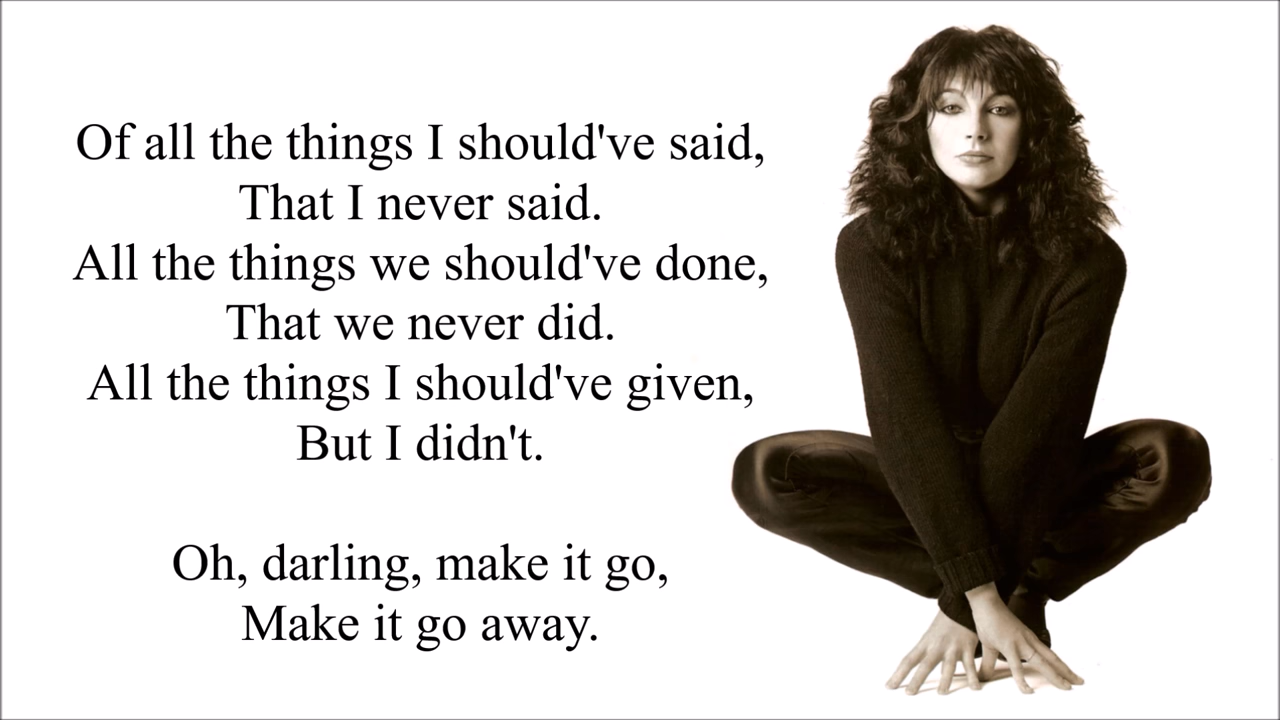 Of all the things I should've said,
That I never said.
All the things we should've done,
That we never did.
All the things I should've given,
But I didn't.
Oh, darling, make it go,
Make it go away.